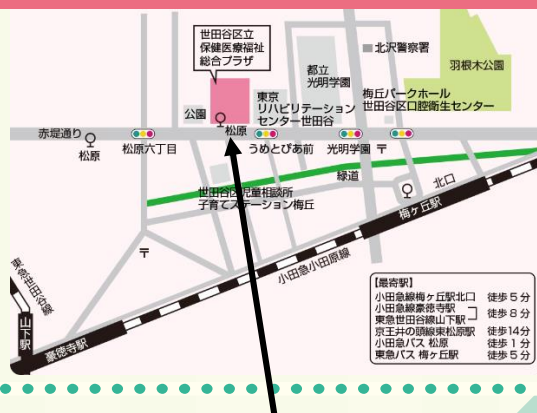 世田谷区立
保健医療福祉
総合プラザ
北沢警察署
羽根木公園
都立
光明学園
梅丘パークホール
世田谷区口腔衛生センター
東京
リハビリテーション
センター世田谷
公園
赤堤通り
松原
松原六丁目
松原
うめとぴあ前
光明学園
〒
世田谷区児童相談所
子育てステーション梅丘
緑道
北口
梅ヶ丘駅
〒
小田急小田原線
東急世田谷線
山下駅
豪徳寺駅
【最寄駅】
小田急線梅ヶ丘駅北口 徒歩5分
小田急線豪徳寺駅
東急世田谷線山下駅 徒歩8分
京王井の頭線東松原駅 徒歩14分
小田急バス 松原 徒歩1分
東急バス 梅ヶ丘駅 徒歩5分